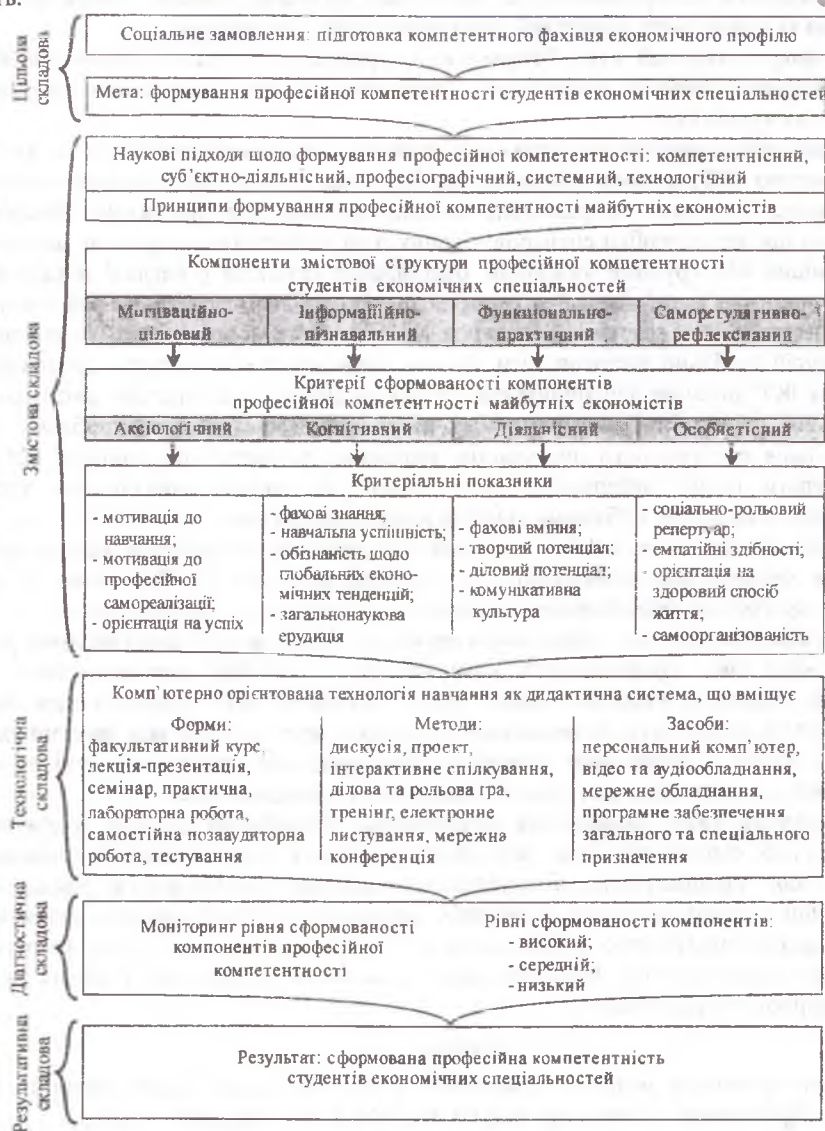 ть.
Цільова
складова
Соціальне замовлення: підготовка компетентного фахівця економічного профілю
Мета: формування професійної компетентності студентів економічних спеціальностей
Змістова складова
Наукові підходи щодо формування професійної компетентності: компетентнісний,
суб'єктно-діяльнісний, професіографічний, системний, технологічний
Принципи формування професійної компетентності майбутніх економістів
Компоненти змістової структури професійної компетентності
студентів економічних спеціальностей
Мотиваційно-
цільовий
Інформаційно-
пізнавальний
Функціонально-
практичний
Саморегулятивно-
рефлексивний
Критерії сформованості компонентів
професійної компетентності майбутніх економістів
Аксіологічний
Когнітивний
Діяльнісний
Особистісний
Критеріальні показники
- мотивація до
навчання;
- мотивація до
професійної
самореалізації;
- орієнтація на успіх
- фахові знання;
- навчальна успішність;
- обізнаність щодо
глобальних еконо-
мічних тенденцій;
- загальнонаукова
ерудиція
- фахові вміння,
- творчий потенціал;
- діловий потенціал;
- комунікативна
культура
- соціально-рольовий
репертуар;
- емпатійні здібності;
- орієнтація на
здоровий спосіб
життя;
- самоорганізованість
Технологічна
складова
Комп'ютерно орієнтована технологія навчання як дидактична система, що вміщує
Форми:
факультативний курс,
лекція-презентація,
семінар, практична,
лабораторна робота,
самостійна позааудиторна
робота, тестування
Методи:
дискусія, проект,
інтерактивне спілкування,
ділова та рольова гра,
тренінг, електронне
листування, мережна
конференція
Засоби:
персональний комп'ютер,
відео та аудіообладнання,
мережне обладнання,
програмне забезпечення
загального та спеціального
призначення
Діагностична
складова
Моніторинг рівня сформованості
компонентів професійної
компетентності
Рівні сформованості компонентів:
- високий;
- середній;
- низький
Результативна
складова
Результат: сформована професійна компетентність
студентів економічних спеціальностей